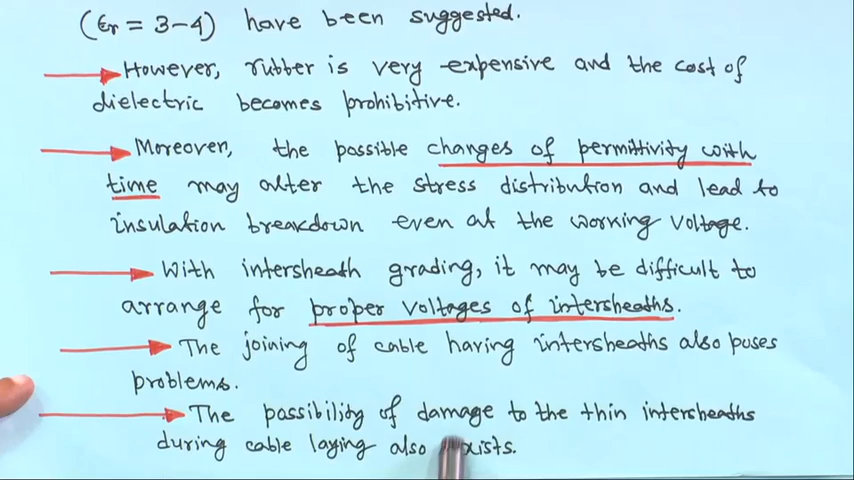 (εr = 3-4) have been suggested.
However, rubber is very expensive and the cost of
dielectric becomes prohibitive.
Moreover, the possible changes of permittivity with
time may alter the stress distribution and lead to
insulation breakdown even at the working voltage.
With intersheath grading, it may be difficult to
arrange for proper voltages of intersheaths.
The joining of cable having intersheaths also poses
problems.
The possibility of damage to the thin intersheaths
during cable laying also